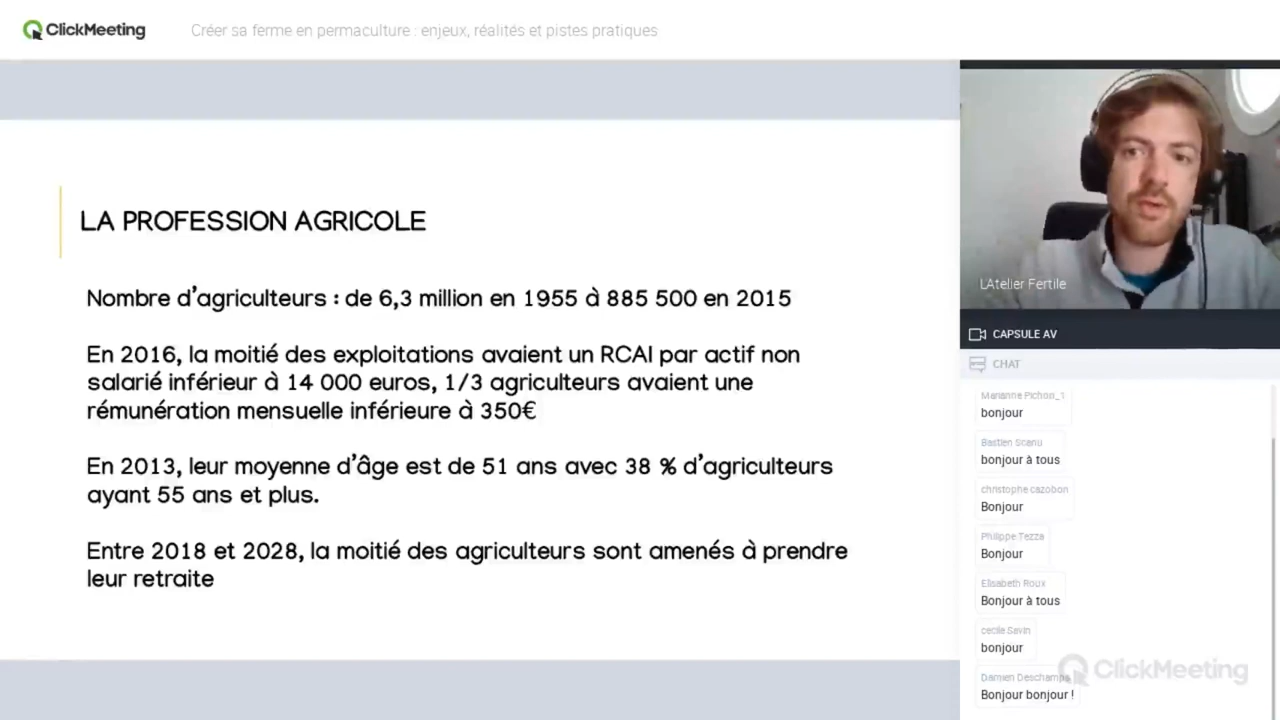 ClickMeeting
Créer sa ferme en permaculture : enjeux, réalités et pistes pratiques
LA PROFESSION AGRICOLE
Nombre d'agriculteurs : de 6,3 million en 1955 à 885 500 en 2015
En 2016, la moitié des exploitations avaient un RCAI par actif non
salarié inférieur à 14 000 euros, 1/3 agriculteurs avaient une
rémunération mensuelle inférieure à 350€
En 2013, leur moyenne d'âge est de 51 ans avec 38 % d'agriculteurs
ayant 55 ans et plus.
Entre 2018 et 2028, la moitié des agriculteurs sont amenés à prendre
leur retraite
L'Atelier Fertile
CAPSULE AV
CHAT
Marianne Pichon_1
bonjour
Bastien Scanu
bonjour à tous
christophe cazobon
Bonjour
Philippe Tezza
Bonjour
Elisabeth Roux
Bonjour à tous
cecile Savin
bonjour
Damien Deschamps
Bonjour bonjour !
ClickMeeting